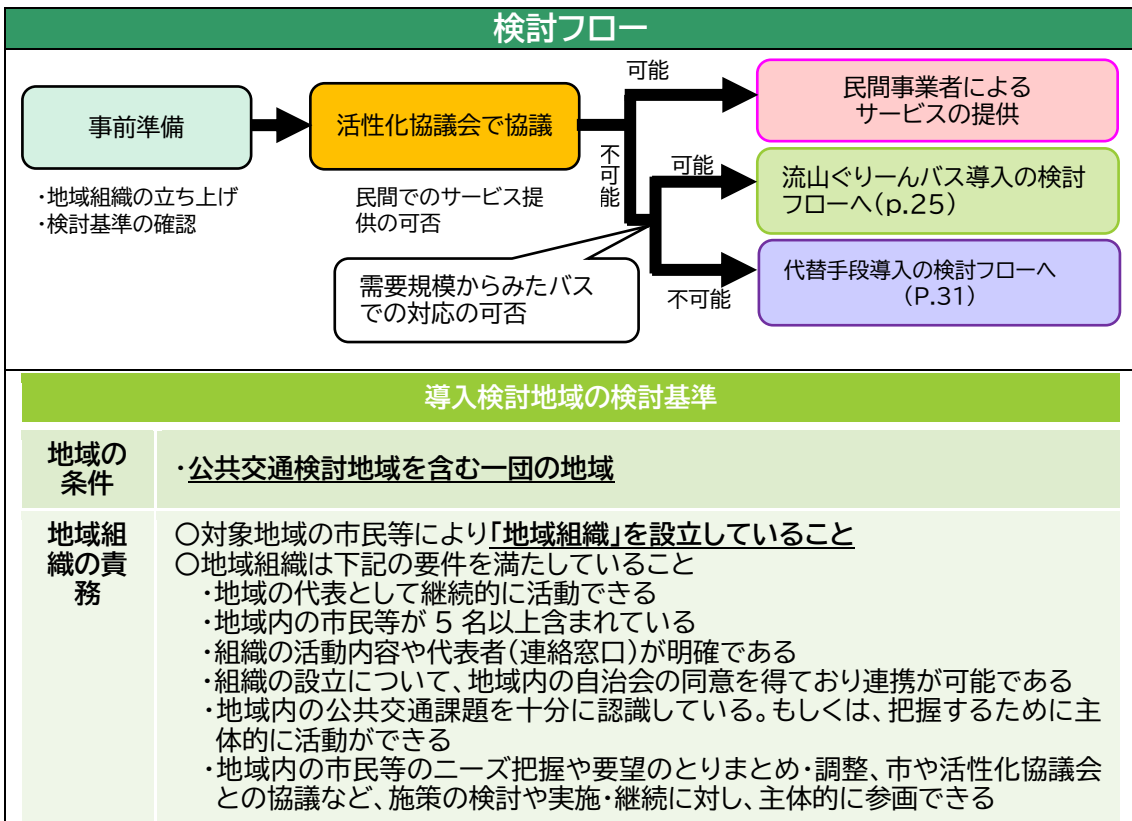 検討フロー
事前準備
・地域組織の立ち上げ
・検討基準の確認
活性化協議会で協議
民間でのサービス提
供の可否
可能
不可能
民間事業者による
サービスの提供
需要規模からみたバス
での対応の可否
可能
流山ぐりーんバス導入の検討
フローへ(p.25)
不可能
代替手段導入の検討フローへ
(P.31)
導入検討地域の検討基準
地域の
条件
・公共交通検討地域を含む一団の地域
地域組
織の責
務
〇対象地域の市民等により「地域組織」を設立していること
〇地域組織は下記の要件を満たしていること
・地域の代表として継続的に活動できる
・地域内の市民等が 5 名以上含まれている
・組織の活動内容や代表者(連絡窓口)が明確である
・組織の設立について、地域内の自治会の同意を得ており連携が可能である
・地域内の公共交通課題を十分に認識している。もしくは、把握するために主
体的に活動ができる
・地域内の市民等のニーズ把握や要望のとりまとめ・調整、市や活性化協議会
との協議など、施策の検討や実施・継続に対し、主体的に参画できる